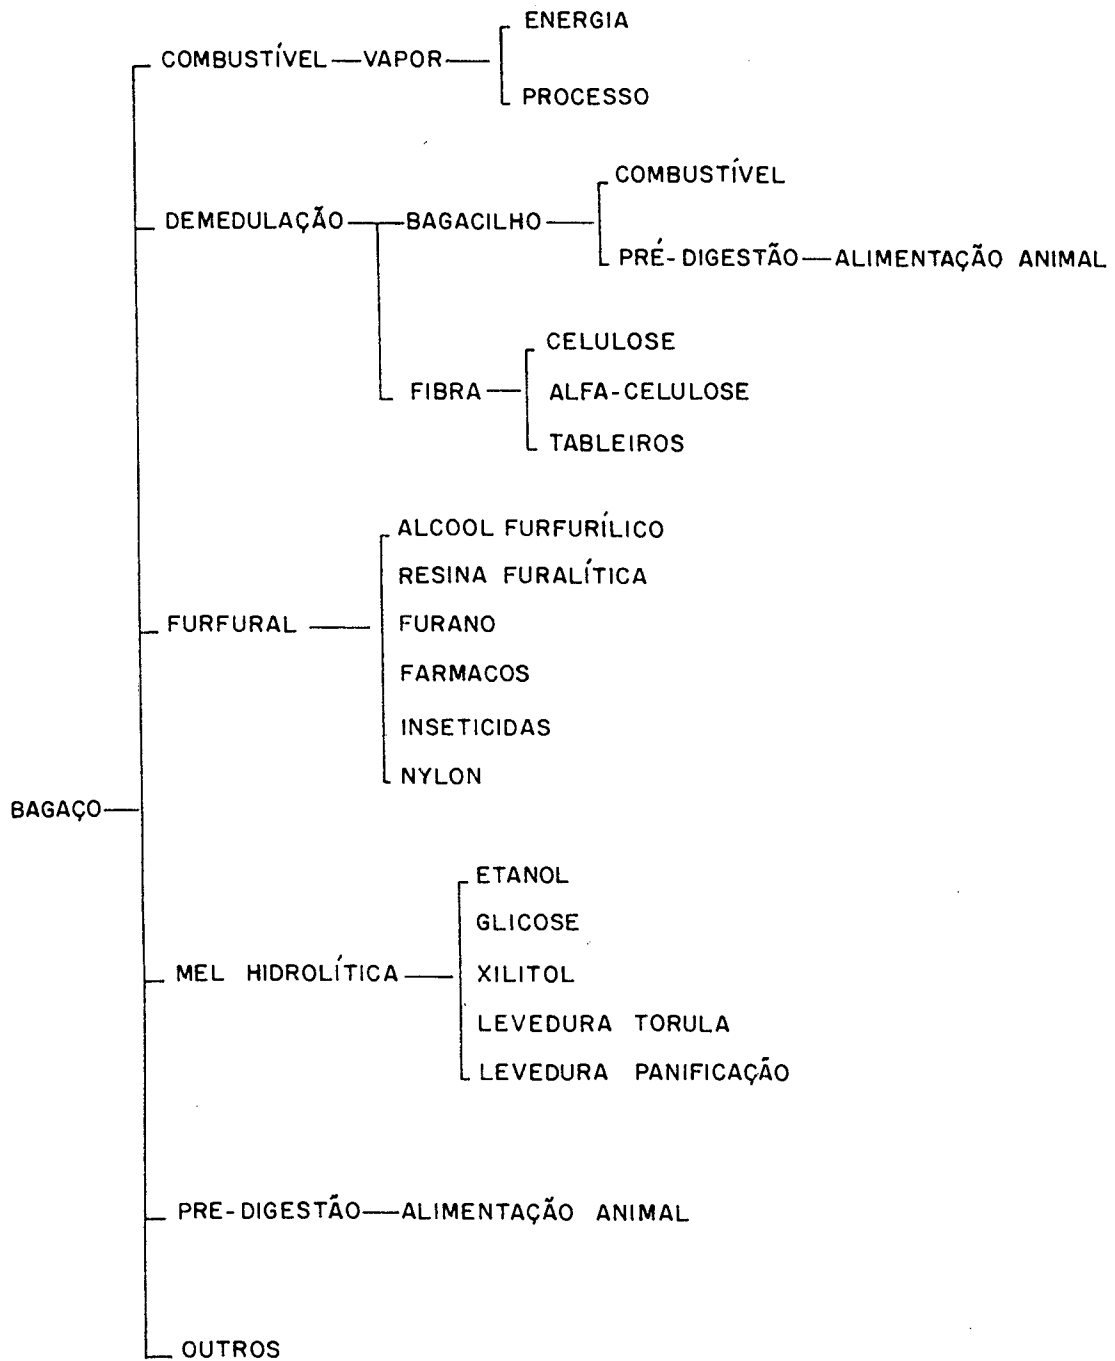 ENERGIA
COMBUSTÍVEL VAPOR
PROCESSO
COMBUSTÍVEL
DEMEDULAÇÃO BAGACILHO
PRÉ-DIGESTÃO ALIMENTAÇÃO ANIMAL
CELULOSE
FIBRA ALFA-CELULOSE
TABLEIROS
ALCOOL FURFURÍLICO
RESINA FURALÍTICA
FURFURAL FURANO
FARMACOS
INSETICIDAS
NYLON
BAGAÇO
ETANOL
GLICOSE
MEL HIDROLÍTICA XILITOL
LEVEDURA TORULA
LEVEDURA PANIFICAÇÃO
PRE-DIGESTÃO ALIMENTAÇÃO ANIMAL
OUTROS